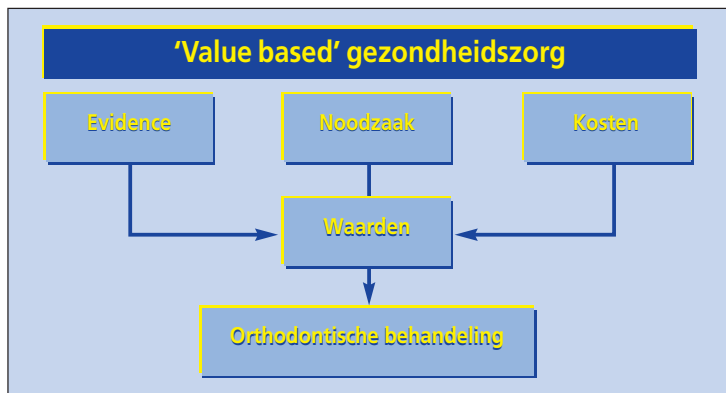 ‘Value based’ gezondheidszorg
Evidence
Noodzaak
Kosten
Waarden
Orthodontische behandeling